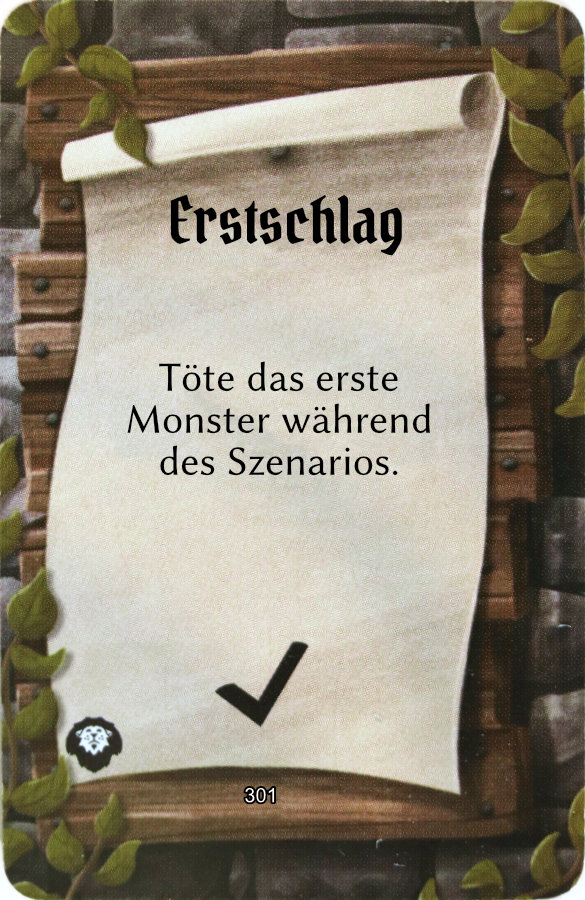 Erstschlag
Töte das erste
Monster während
des Szenarios.
301